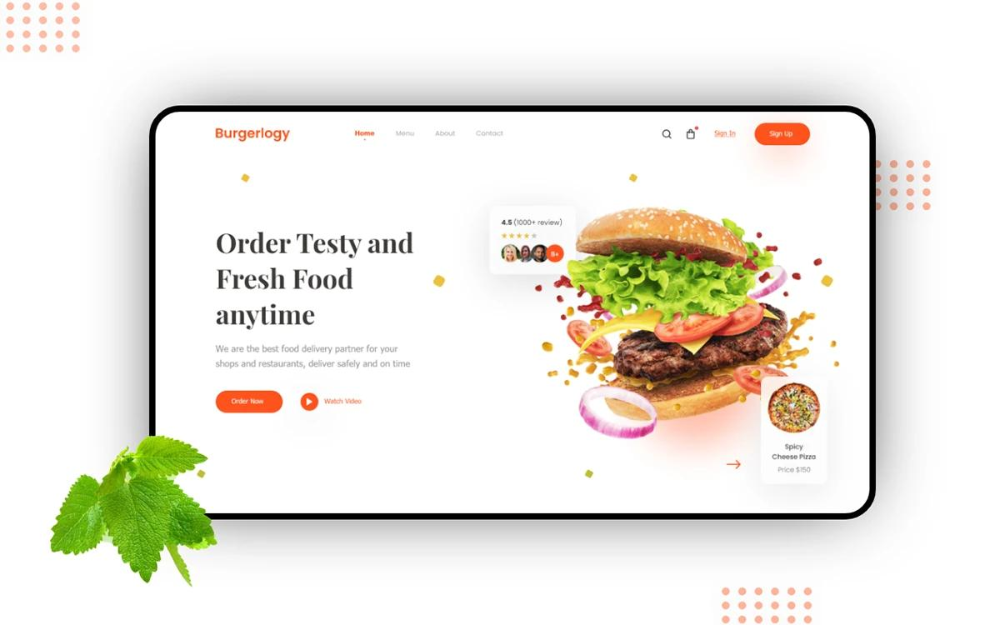 Burgerlogy
Home
Menu
About
Contact
Sign In
Sign Up
4.5 (1000+ review)
8+
Order Testy and
Fresh Food
anytime
We are the best food delivery partner for your
shops and restaurants, deliver safely and on time
Order Now
Watch Video
Spicy
Cheese Pizza
Price $150